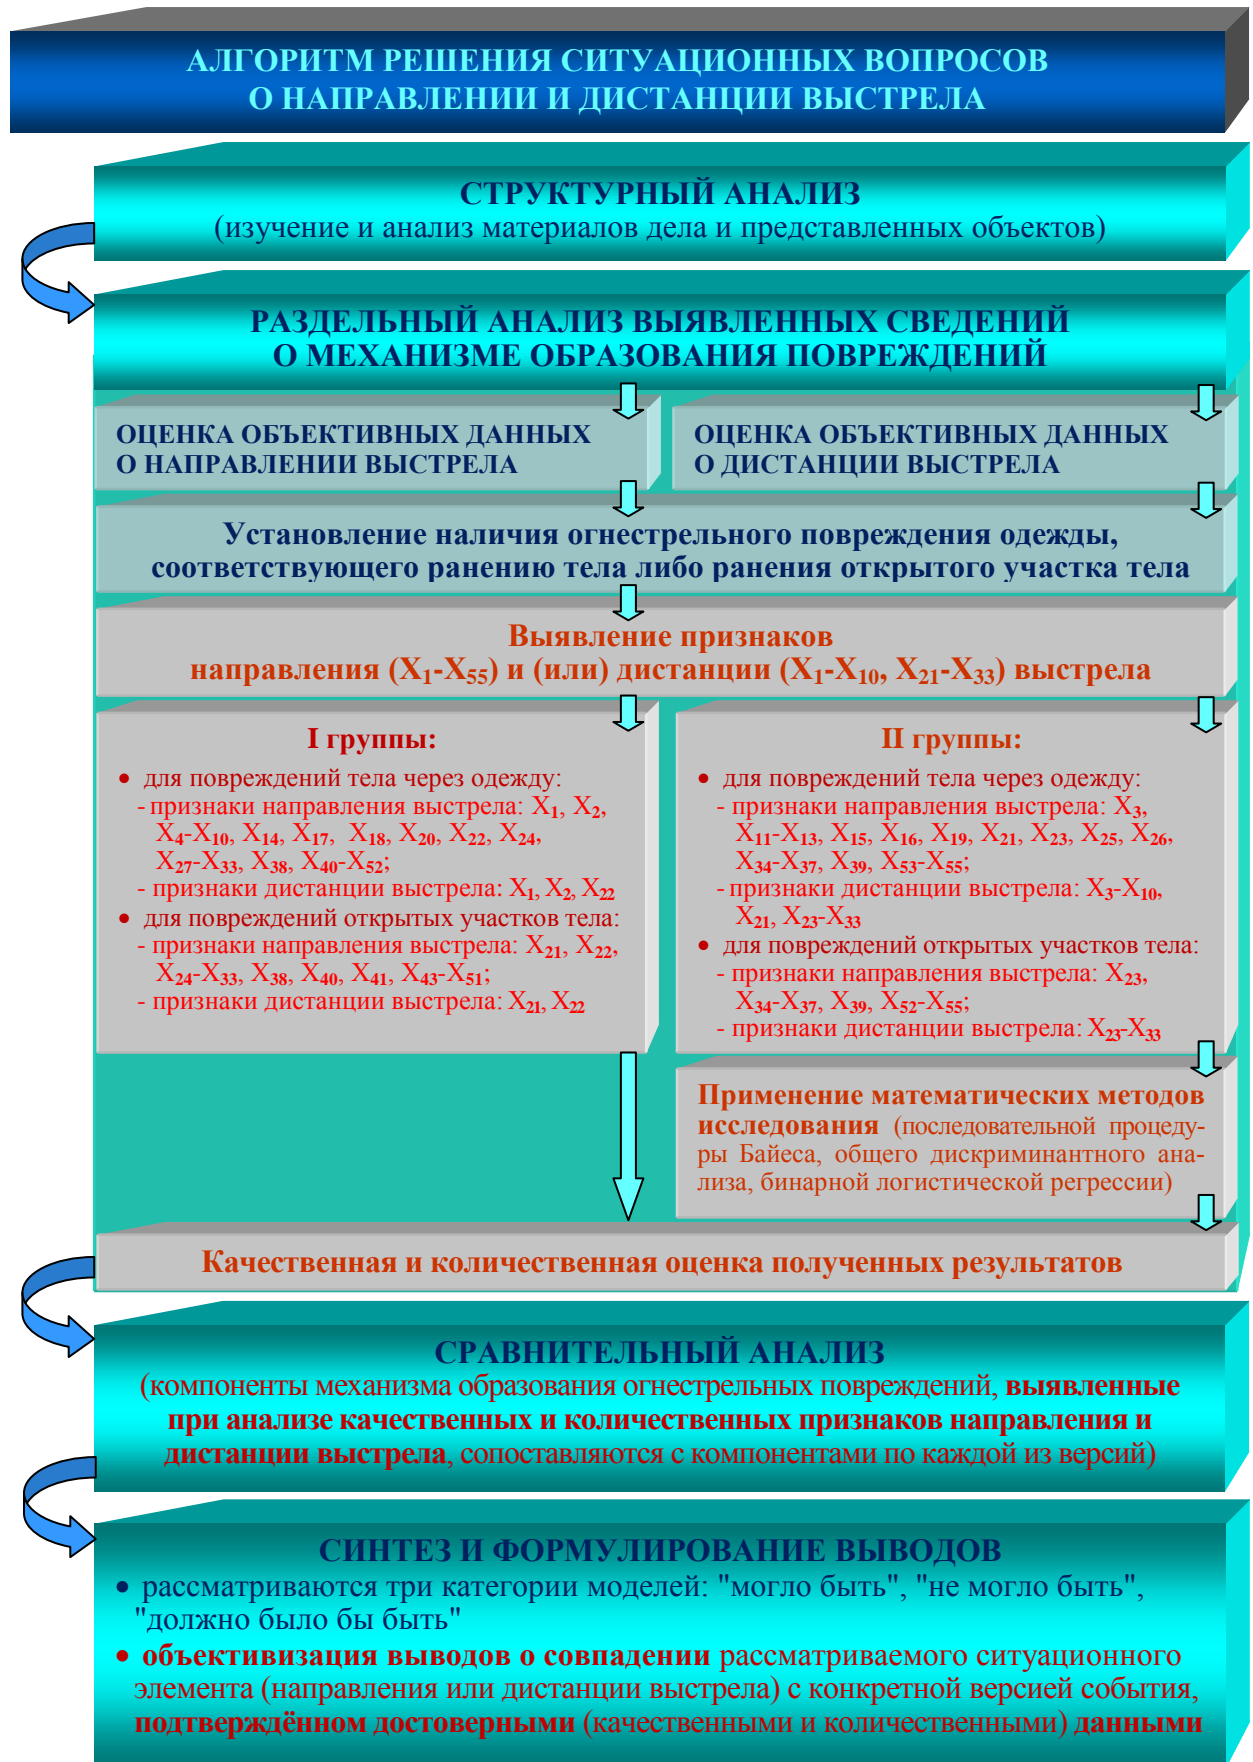 АЛГОРИТМ РЕШЕНИЯ СИТУАЦИОННЫХ ВОПРОСОВ
О НАПРАВЛЕНИИ И ДИСТАНЦИИ ВЫСТРЕЛА
СТРУКТУРНЫЙ АНАЛИЗ
(изучение и анализ материалов дела и представленных объектов)
РАЗДЕЛЬНЫЙ АНАЛИЗ ВЫЯВЛЕННЫХ СВЕДЕНИЙ
О МЕХАНИЗМЕ ОБРАЗОВАНИЯ ПОВРЕЖДЕНИЙ
ОЦЕНКА ОБЪЕКТИВНЫХ ДАННЫХ
О НАПРАВЛЕНИИ ВЫСТРЕЛА
ОЦЕНКА ОБЪЕКТИВНЫХ ДАННЫХ
О ДИСТАНЦИИ ВЫСТРЕЛА
Установление наличия огнестрельного повреждения одежды,
соответствующего ранению тела либо ранения открытого участка тела
Выявление признаков
направления (X₁-X₅₅) и (или) дистанции (X₁-X₁₀, X₂₁-X₃₃) выстрела
I группы:
• для повреждений тела через одежду:
- признаки направления выстрела: X₁, X₂,
X₄-X₁₀, X₁₄, X₁₇, X₁₈, X₂₀, X₂₂, X₂₄,
X₂₇-X₃₃, X₃₈, X₄₀-X₅₂;
- признаки дистанции выстрела: X₁, X₂, X₂₂
• для повреждений открытых участков тела:
- признаки направления выстрела: X₂₁, X₂₂,
X₂₄-X₃₃, X₃₈, X₄₀, X₄₁, X₄₃-X₅₁;
- признаки дистанции выстрела: X₂₁, X₂₂
II группы:
• для повреждений тела через одежду:
- признаки направления выстрела: X₃,
X₁₁-X₁₃, X₁₅, X₁₆, X₁₉, X₂₁, X₂₃, X₂₅, X₂₆,
X₃₄-X₃₇, X₃₉, X₅₃-X₅₅;
- признаки дистанции выстрела: X₃-X₁₀,
X₂₁, X₂₃-X₃₃
• для повреждений открытых участков тела:
- признаки направления выстрела: X₂₃,
X₃₄-X₃₇, X₃₉, X₅₂-X₅₅;
- признаки дистанции выстрела: X₂₃-X₃₃
Применение математических методов
исследования (последовательной процеду-
ры Байеса, общего дискриминантного ана-
лиза, бинарной логистической регрессии)
Качественная и количественная оценка полученных результатов
СРАВНИТЕЛЬНЫЙ АНАЛИЗ
(компоненты механизма образования огнестрельных повреждений, выявленные
при анализе качественных и количественных признаков направления и
дистанции выстрела, сопоставляются с компонентами по каждой из версий)
СИНТЕЗ И ФОРМУЛИРОВАНИЕ ВЫВОДОВ
• рассматриваются три категории моделей: "могло быть", "не могло быть",
"должно было бы быть"
• объективизация выводов о совпадении рассматриваемого ситуационного
элемента (направления или дистанции выстрела) с конкретной версией события,
подтверждённом достоверными (качественными и количественными) данными